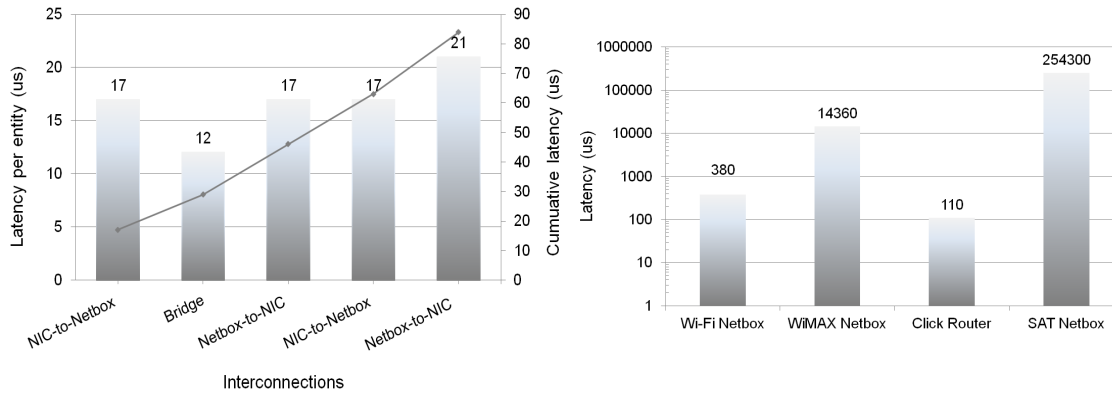 25
20
15
10
5
0
Latency per entity (us)
17
12
17
17
21
90
80
70
60
50
40
30
20
10
0
Cumuative latency (us)
NIC-to-Netbox
Bridge
Netbox-to-NIC
NIC-to-Netbox
Netbox-to-NIC
Interconnections
1000000
100000
10000
1000
100
10
1
Latency (us)
380
14360
110
254300
Wi-Fi Netbox
WiMAX Netbox
Click Router
SAT Netbox